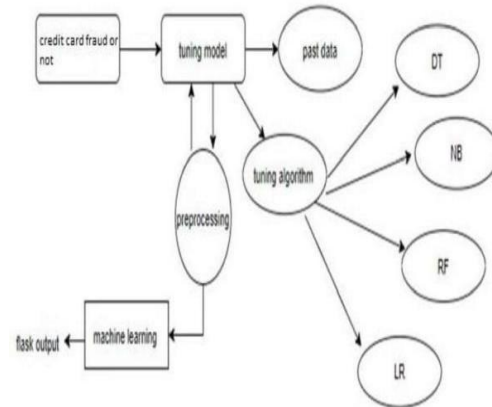 credit card fraud or
not
tuning model
past data
DT
NB
tuning algorithm
preprocessing
RF
machine learning
flask output
LR